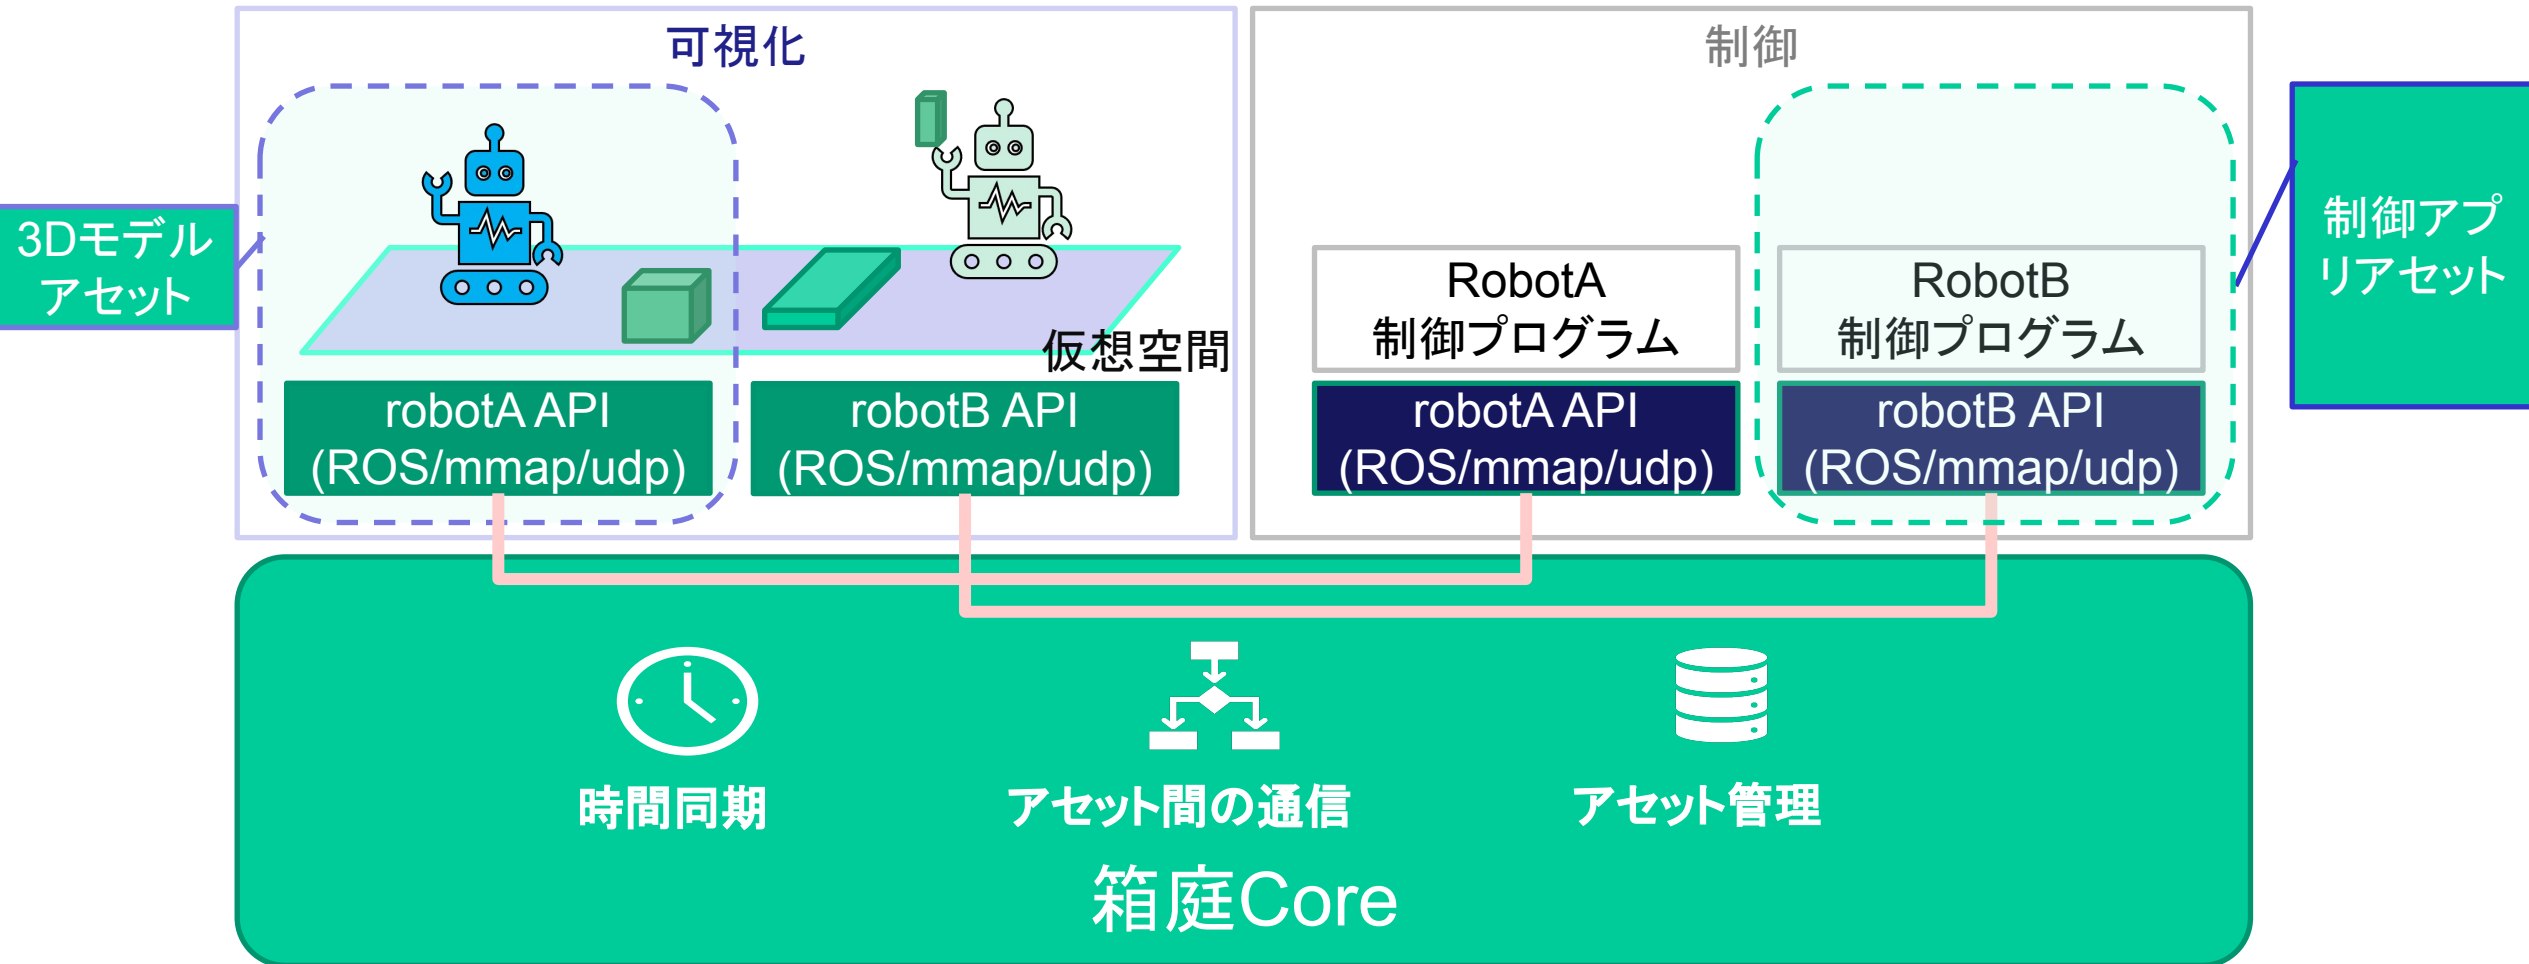 可視化
制御
3Dモデル
アセット
制御アプ
リアセット
仮想空間
RobotA
制御プログラム
RobotB
制御プログラム
robotA API
(ROS/mmap/udp)
robotB API
(ROS/mmap/udp)
robotA API
(ROS/mmap/udp)
robotB API
(ROS/mmap/udp)
時間同期
アセット間の通信
アセット管理
箱庭Core